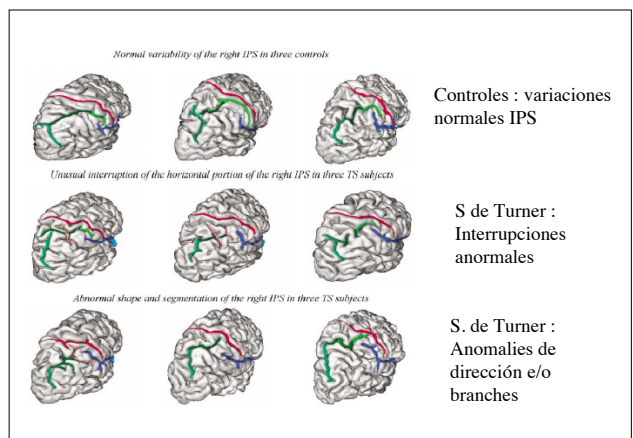 Normal variability of the right IPS in three controls
Controles : variaciones
normales IPS
Unusual interruption of the horizontal portion of the right IPS in three TS subjects
S de Turner :
Interrupciones
anormales
Abnormal shape and segmentation of the right IPS in three TS subjects
S. de Turner :
Anomalies de
dirección e/o
branches